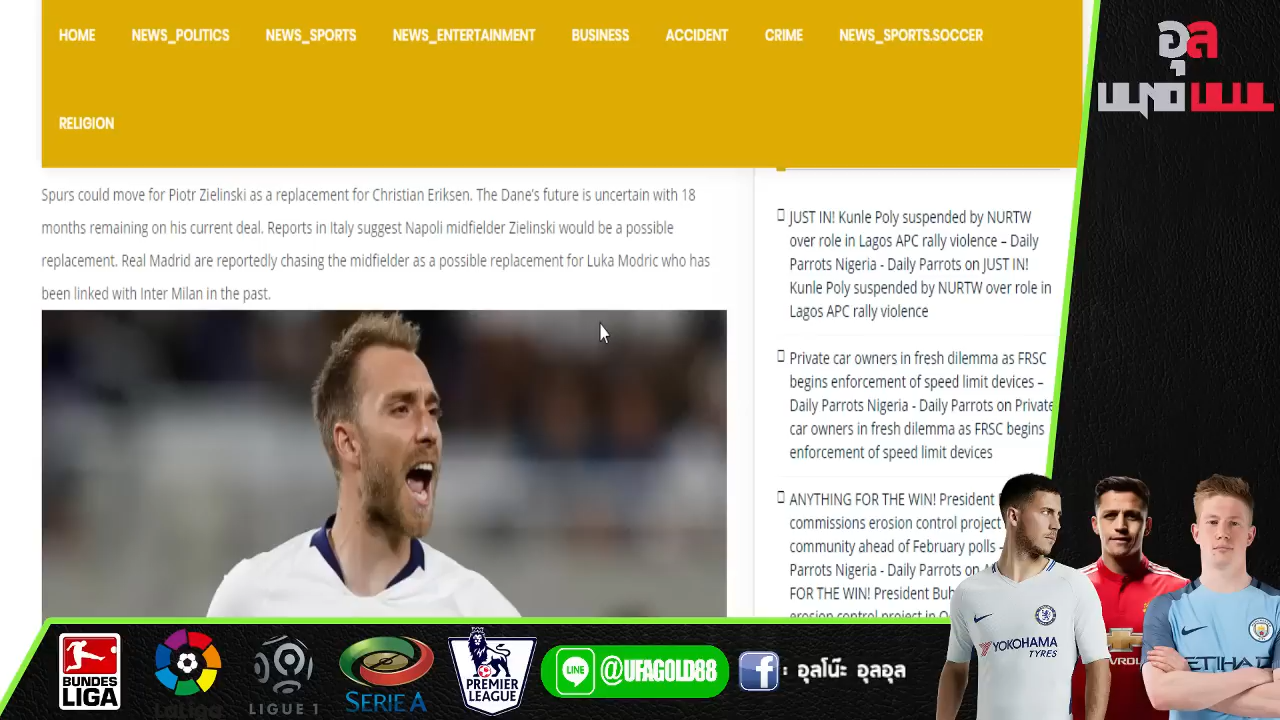 HOME NEWS_POLITICS NEWS_SPORTS NEWS_ENTERTAINMENT BUSINESS ACCIDENT CRIME NEWS_SPORTS.SOCCER
RELIGION
Spurs could move for Piotr Zielinski as a replacement for Christian Eriksen. The Dane's future is uncertain with 18
months remaining on his current deal. Reports in Italy suggest Napoli midfielder Zielinski would be a possible
replacement. Real Madrid are reportedly chasing the midfielder as a possible replacement for Luka Modric who has
been linked with Inter Milan in the past.
JUST IN! Kunle Poly suspended by NURTW
over role in Lagos APC rally violence – Daily
Parrots Nigeria - Daily Parrots on JUST IN!
Kunle Poly suspended by NURTW over role in
Lagos APC rally violence
Private car owners in fresh dilemma as FRSC
begins enforcement of speed limit devices –
Daily Parrots Nigeria - Daily Parrots on Private
car owners in fresh dilemma as FRSC begins
enforcement of speed limit devices
ANYTHING FOR THE WIN! President
commissions erosion control project
community ahead of February polls –
Parrots Nigeria - Daily Parrots on
FOR THE WIN! President
erosion control project in
อุล
BUNDES
LIGA
LaLiga
LIGUE 1
SERIE A
PREMIER
LEAGUE
LINE
@UFAGOLD88
f : อุลโน๊ะ อุลอุล
YOKOHAMA
TYRES